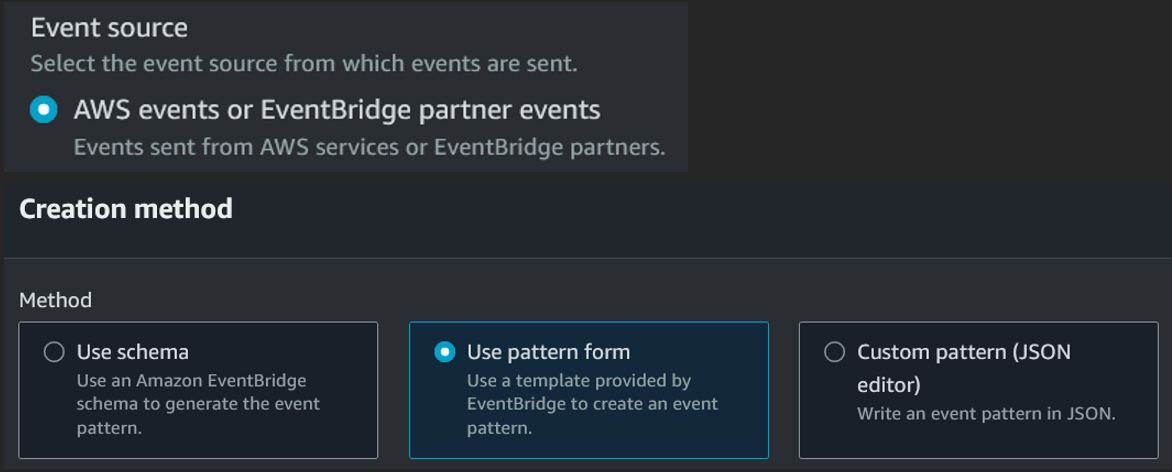 Event source
Select the event source from which events are sent.
AWS events or EventBridge partner events
Events sent from AWS services or EventBridge partners.
Creation method
Method
Use schema
Use an Amazon EventBridge
schema to generate the event
pattern.
Use pattern form
Use a template provided by
EventBridge to create an event
pattern.
Custom pattern (JSON
editor)
Write an event pattern in JSON.